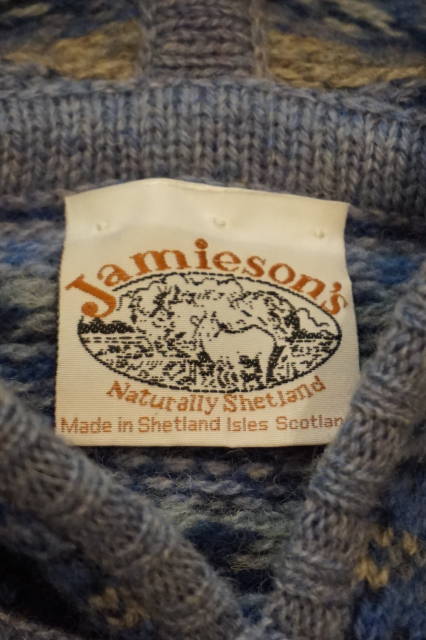 Jamieson's
Naturally Shetland
Made in Shetland Isles Scotlan